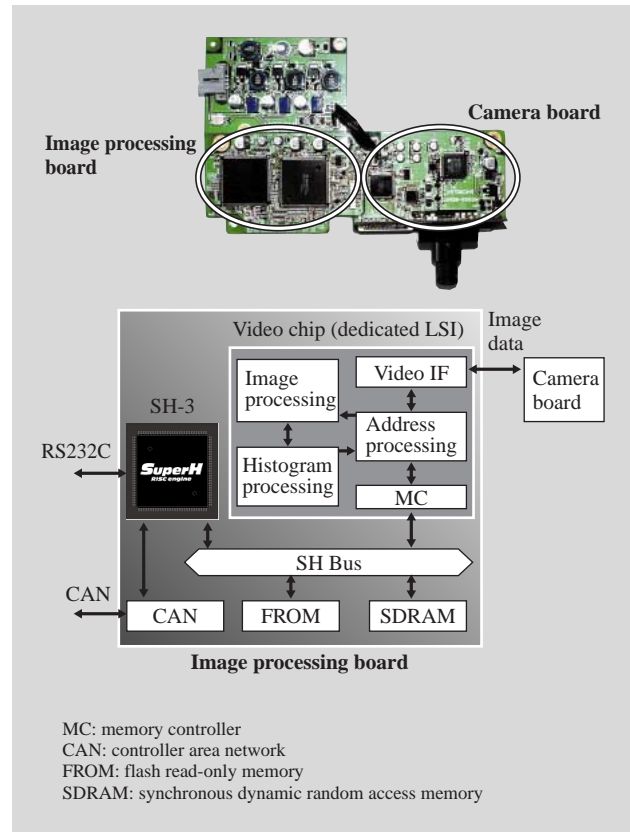 Camera board
Image processing
board
Video chip (dedicated LSI)
Image
data
Image
processing
Video IF
Camera
board
SH-3
Address
processing
RS232C
SuperH
RISC engine
Histogram
processing
MC
SH Bus
CAN
CAN
FROM
SDRAM
Image processing board
MC: memory controller
CAN: controller area network
FROM: flash read-only memory
SDRAM: synchronous dynamic random access memory